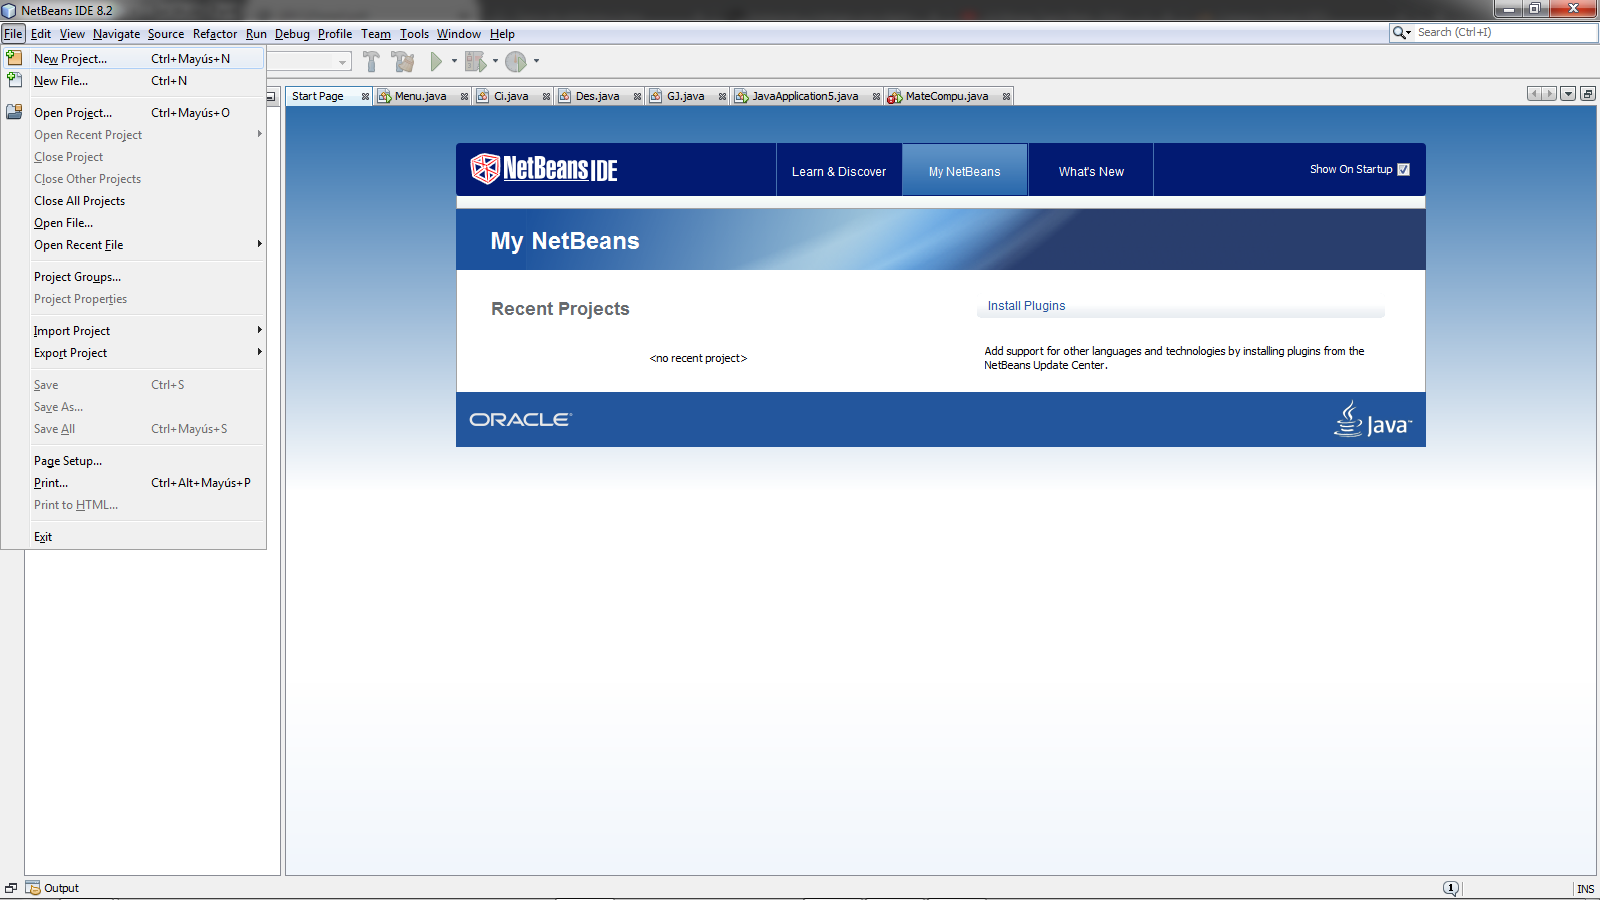 NetBeans IDE 8.2
File Edit View Navigate Source Refactor Run Debug Profile Team Tools Window Help
Search (Ctrl+I)
New Project... Ctrl+Mayús+N
New File... Ctrl+N
Open Project... Ctrl+Mayús+O
Open Recent Project
Close Project
Close Other Projects
Close All Projects
Open File...
Open Recent File
Project Groups...
Project Properties
Import Project
Export Project
Save Ctrl+S
Save As...
Save All Ctrl+Mayús+S
Page Setup...
Print... Ctrl+Alt+Mayús+P
Print to HTML...
Exit
Start Page Menu.java Ci.java Des.java GJ.java JavaApplication5.java MateCompu.java
NetBeans IDE
Learn & Discover My NetBeans What's New
Show On Startup
My NetBeans
Recent Projects
<no recent project>
Install Plugins
Add support for other languages and technologies by installing plugins from the
NetBeans Update Center.
ORACLE
Java™
Output
1
INS